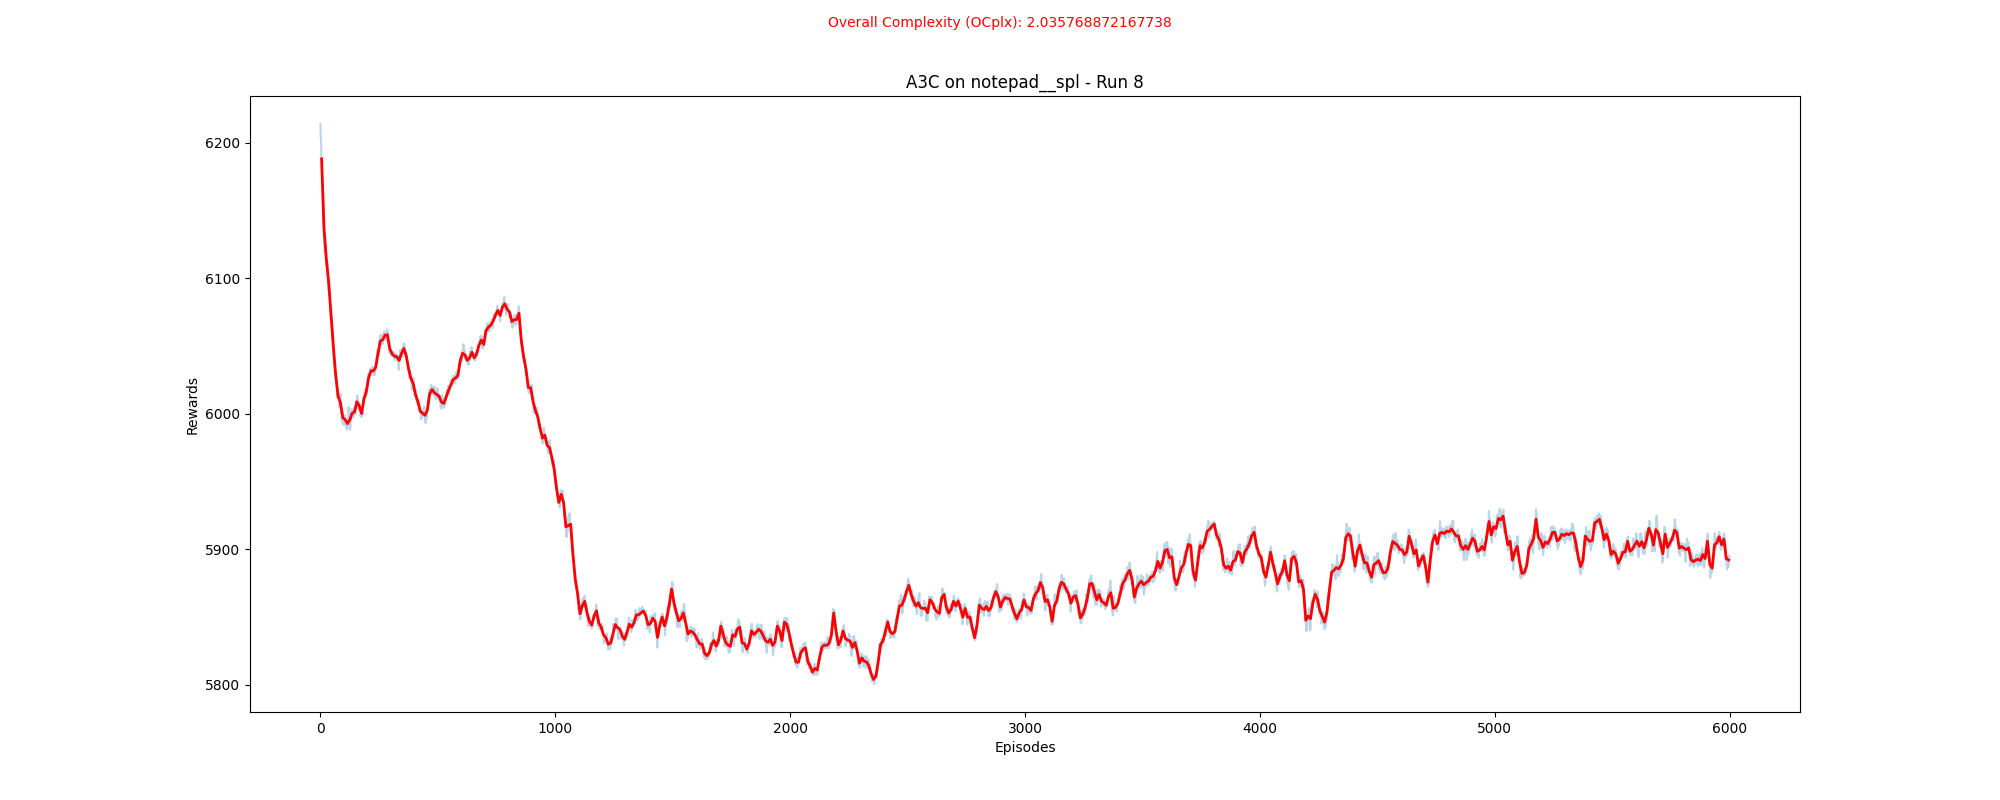 Overall Complexity (OCplx): 2.035768872167738
A3C on notepad__spl - Run 8
Rewards
6200
6100
6000
5900
5800
0 1000 2000 3000 4000 5000 6000
Episodes